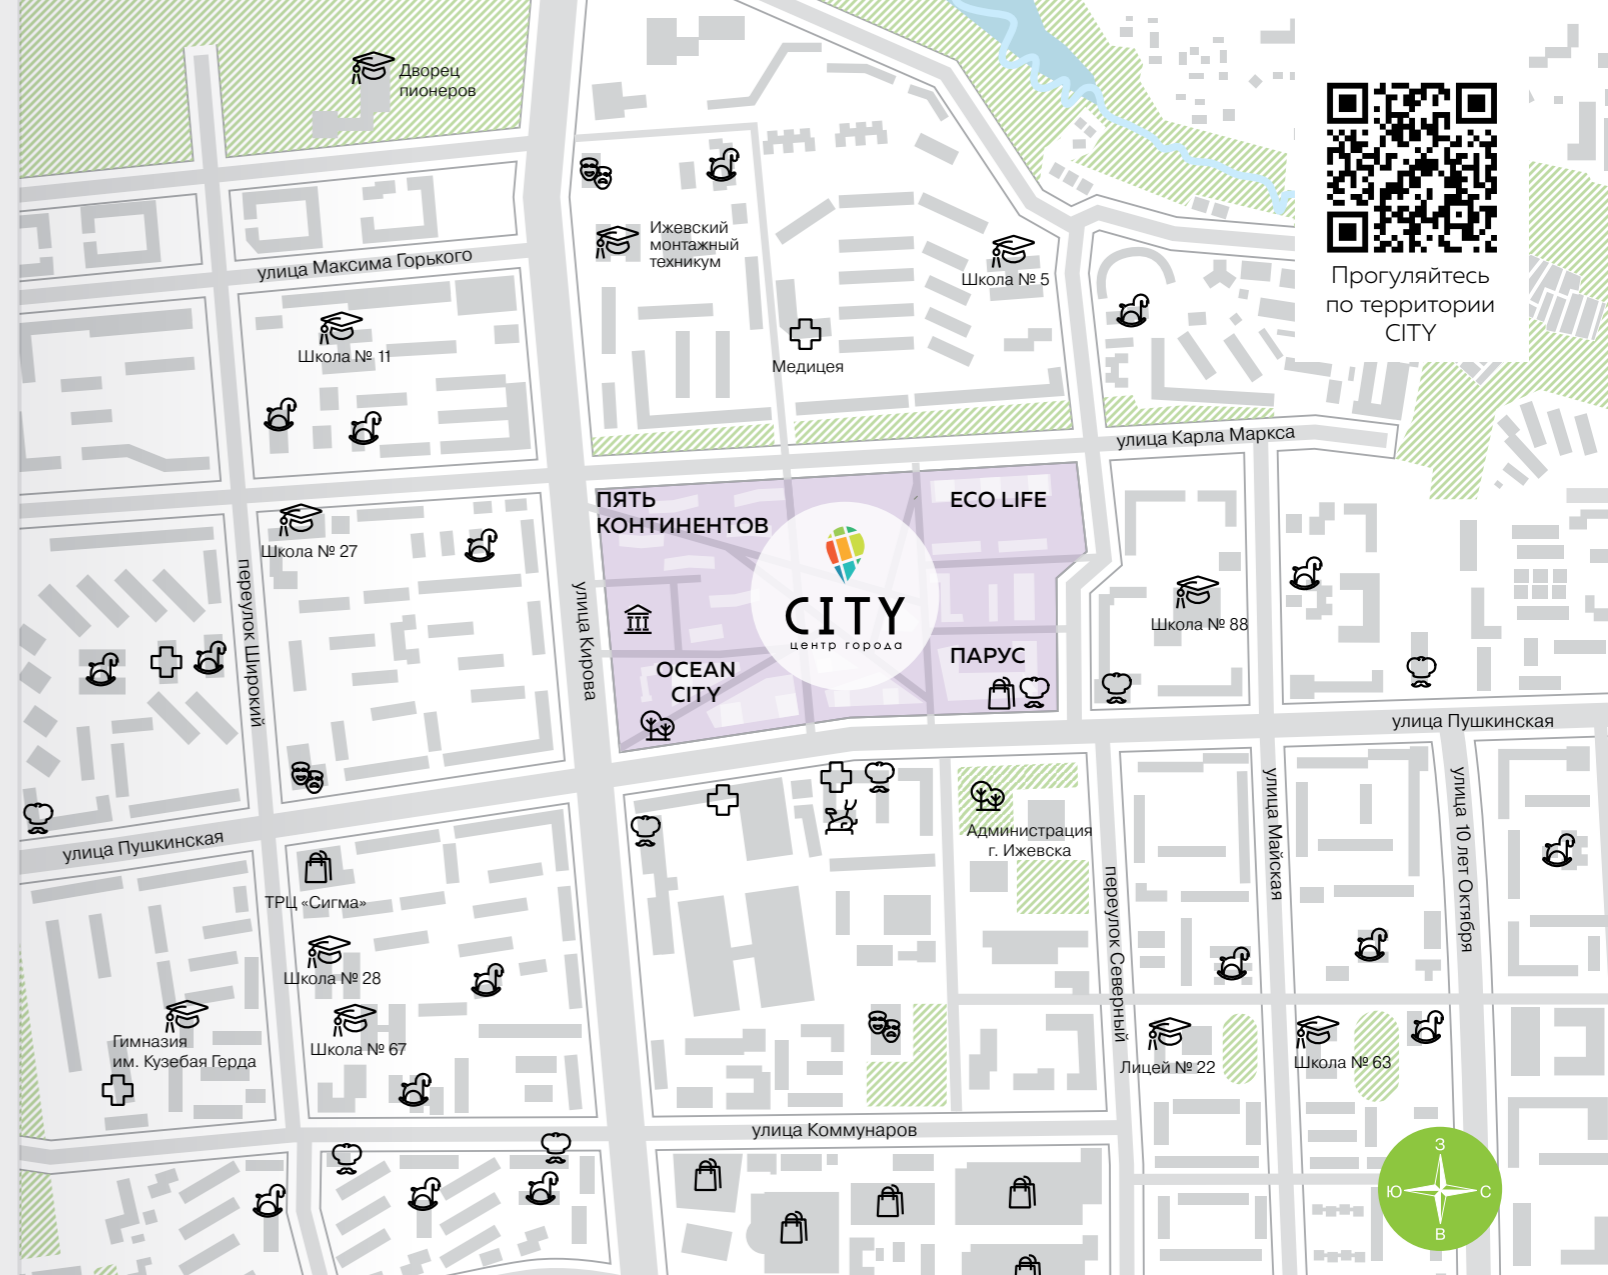 Дворец
пионеров
Ижевский
монтажный
техникум
улица Максима Горького
Школа № 5
Прогуляйтесь
по территории
CITY
Школа № 11
Медицея
улица Карла Маркса
ПЯТЬ
КОНТИНЕНТОВ
ECO LIFE
Школа № 27
переулок Широкий
улица Кирова
CITY
центр города
Школа № 88
OCEAN
CITY
ПАРУС
улица Пушкинская
улица Пушкинская
Администрация
г. Ижевска
улица Майская
улица 10 лет Октября
переулок Северный
ТРЦ «Сигма»
Школа № 28
Гимназия
им. Кузебая Герда
Школа № 67
Лицей № 22
Школа № 63
улица Коммунаров
З
Ю
С
В